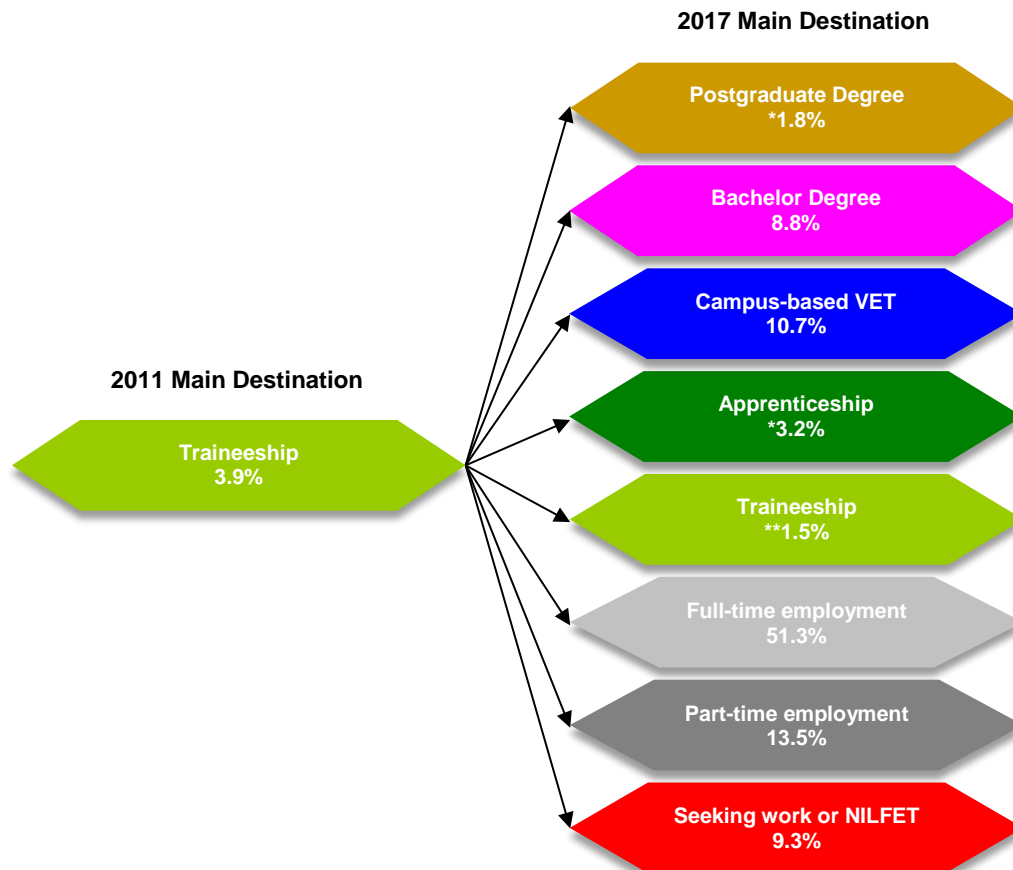 2017 Main Destination
Postgraduate Degree
*1.8%
Bachelor Degree
8.8%
Campus-based VET
10.7%
2011 Main Destination
Apprenticeship
*3.2%
Traineeship
3.9%
Traineeship
**1.5%
Full-time employment
51.3%
Part-time employment
13.5%
Seeking work or NILFET
9.3%